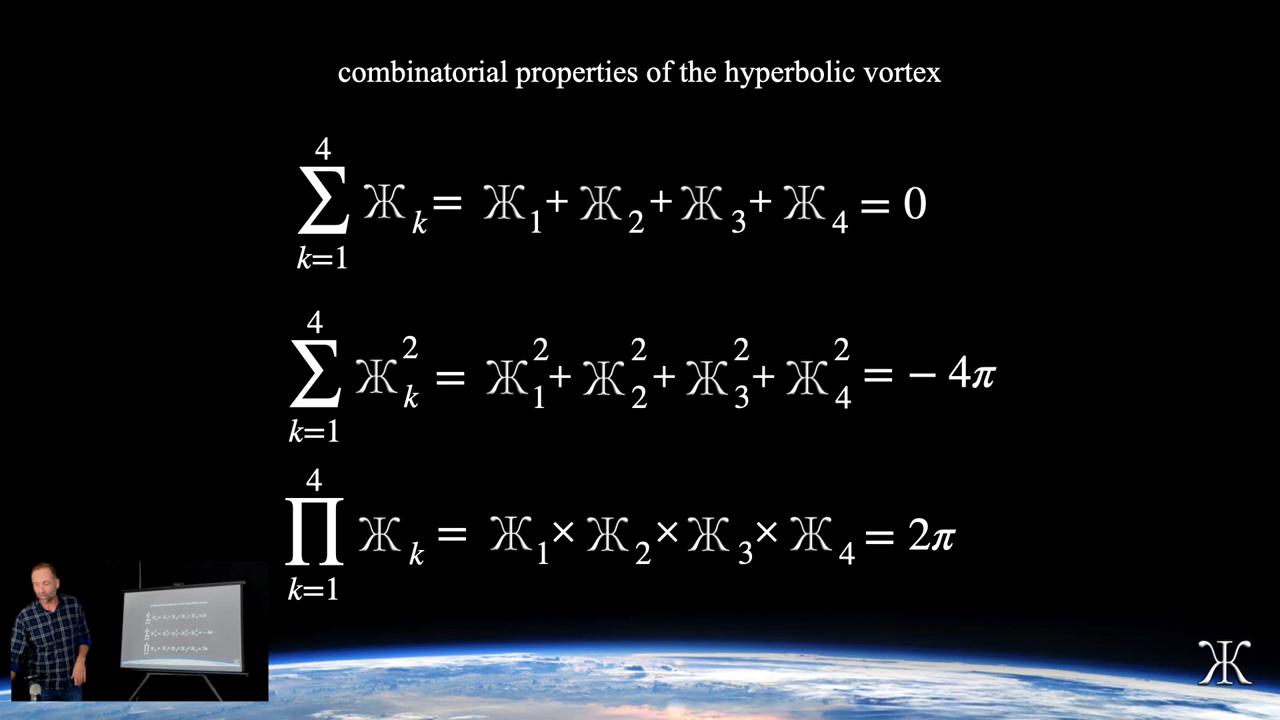 combinatorial properties of the hyperbolic vortex
4
∑ Ж_k = Ж_1 + Ж_2 + Ж_3 + Ж_4 = 0
k=1
4
∑ Ж_k^2 = Ж_1^2 + Ж_2^2 + Ж_3^2 + Ж_4^2 = − 4π
k=1
4
∏ Ж_k = Ж_1 × Ж_2 × Ж_3 × Ж_4 = 2π
k=1
Ж